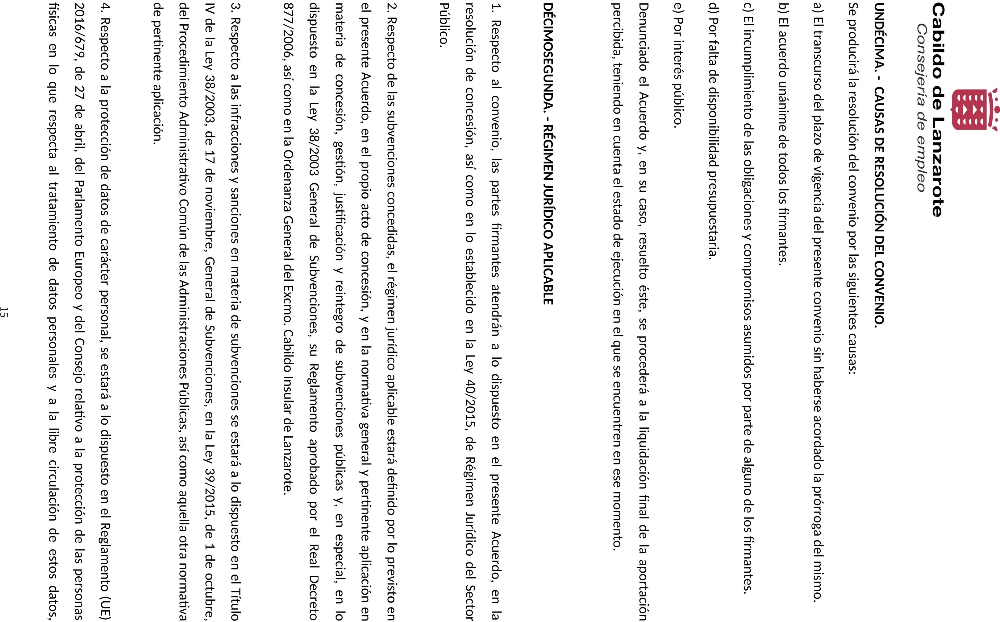 Cabildo de Lanzarote
Consejería de empleo
UNDÉCIMA. - CAUSAS DE RESOLUCIÓN DEL CONVENIO.
Se producirá la resolución del convenio por las siguientes causas:
a) El transcurso del plazo de vigencia del presente convenio sin haberse acordado la prórroga del mismo.
b) El acuerdo unánime de todos los firmantes.
c) El incumplimiento de las obligaciones y compromisos asumidos por parte de alguno de los firmantes.
d) Por falta de disponibilidad presupuestaria.
e) Por interés público.
Denunciado el Acuerdo y, en su caso, resuelto éste, se procederá a la liquidación final de la aportación
percibida, teniendo en cuenta el estado de ejecución en el que se encuentren en ese momento.
DÉCIMOSEGUNDA. - RÉGIMEN JURÍDICO APLICABLE
1. Respecto al convenio, las partes firmantes atendrán a lo dispuesto en el presente Acuerdo, en la
resolución de concesión, así como en lo establecido en la Ley 40/2015, de Régimen Jurídico del Sector
Público.
2. Respecto de las subvenciones concedidas, el régimen jurídico aplicable estará definido por lo previsto en
el presente Acuerdo, en el propio acto de concesión, y en la normativa general y pertinente aplicación en
materia de concesión, gestión, justificación y reintegro de subvenciones públicas y, en especial, en lo
dispuesto en la Ley 38/2003 General de Subvenciones, su Reglamento aprobado por el Real Decreto
877/2006, así como en la Ordenanza General del Excmo. Cabildo Insular de Lanzarote.
3. Respecto a las infracciones y sanciones en materia de subvenciones se estará a lo dispuesto en el Título
IV de la Ley 38/2003, de 17 de noviembre, General de Subvenciones, en la Ley 39/2015, de 1 de octubre,
del Procedimiento Administrativo Común de las Administraciones Públicas, así como aquella otra normativa
de pertinente aplicación.
4. Respecto a la protección de datos de carácter personal, se estará a lo dispuesto en el Reglamento (UE)
2016/679, de 27 de abril, del Parlamento Europeo y del Consejo relativo a la protección de las personas
físicas en lo que respecta al tratamiento de datos personales y a la libre circulación de estos datos,
15